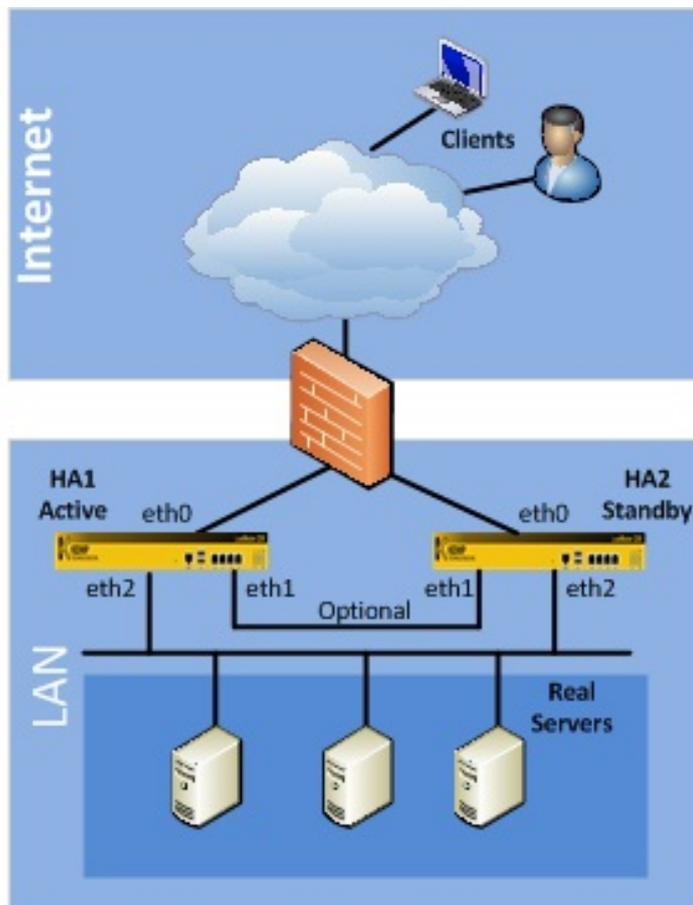 Internet
Clients
HA1
Active
HA2
Standby
eth0
eth0
eth2
eth1
Optional
eth1
eth2
LAN
Real
Servers